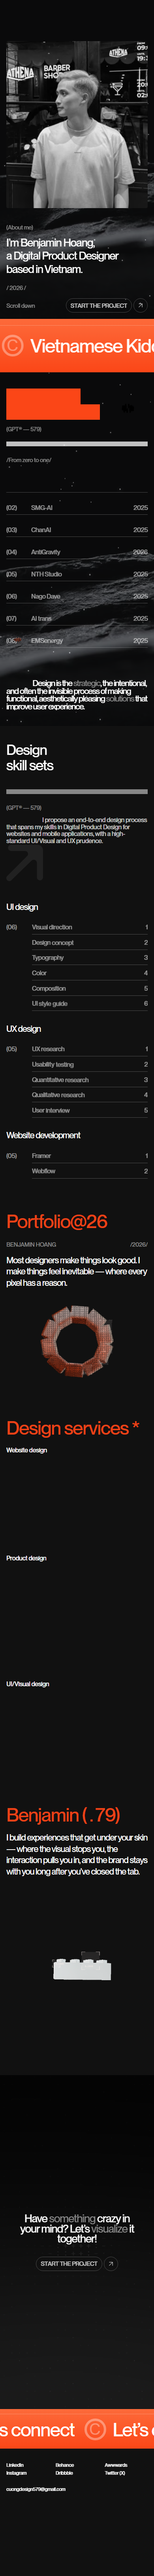 ATHENA
BARBER
SHOP
ATHENA
(About me)
I'm Benjamin Hoang,
a Digital Product Designer
based in Vietnam.
/ 2026 /
Scroll down
START THE PROJECT
© Vietnamese Kid
(GPT® — 579)
/From zero to one/
(02) SMG-AI 2025
(03) ChanAI 2025
(04) AntiGravity 2025
(05) NTH Studio 2025
(06) Nago Dave 2025
(07) AI trans 2025
EMSenergy 2025
Design is the strategic, the intentional,
and often the invisible process of making
functional, aesthetically pleasing solutions that
improve user experience.
Design
skill sets
(GPT® — 579)
I propose an end-to-end design process
that spans my skills in Digital Product Design for
websites and mobile applications, with a high-
standard UI/Visual and UX prudence.
UI design
(06) Visual direction 1
Design concept 2
Typography 3
Color 4
Composition 5
UI style guide 6
UX design
(05) UX research 1
Usability testing 2
Quantitative research 3
Qualitative research 4
User interview 5
Website development
(05) Framer 1
Webflow 2
Portfolio@26
BENJAMIN HOANG /2026/
Most designers make things look good. I
make things feel inevitable — where every
pixel has a reason.
Design services *
Website design
Product design
UI/Visual design
Benjamin ( . 79)
I build experiences that get under your skin
— where the visual stops you, the
interaction pulls you in, and the brand stays
with you long after you've closed the tab.
Have something crazy in
your mind? Let's visualize it
together!
START THE PROJECT
s connect © Let's
LinkedIn Behance Awwwards
Instagram Dribbble Twitter (X)
cuongdesign579@gmail.com